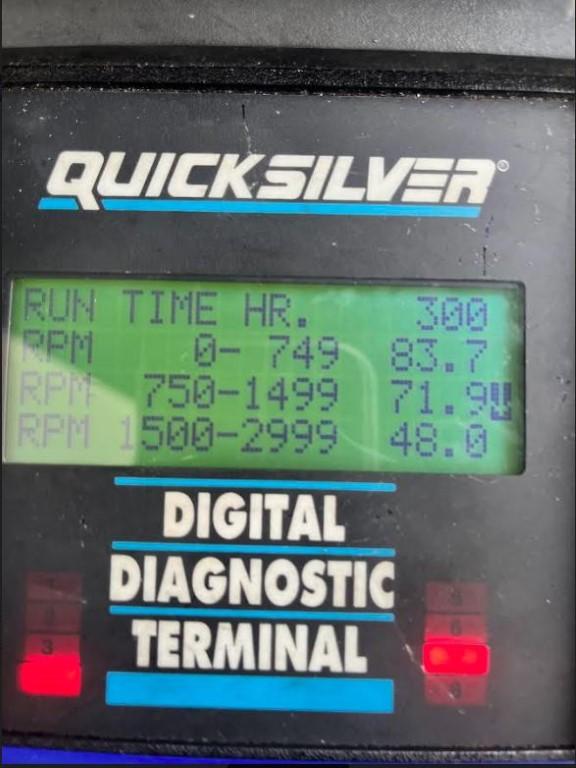 QUICKSILVER®
RUN TIME HR. 300
RPM 0- 749 83.7
RPM 750-1499 71.9
RPM 1500-2999 48.0
DIGITAL
DIAGNOSTIC
TERMINAL
3
6